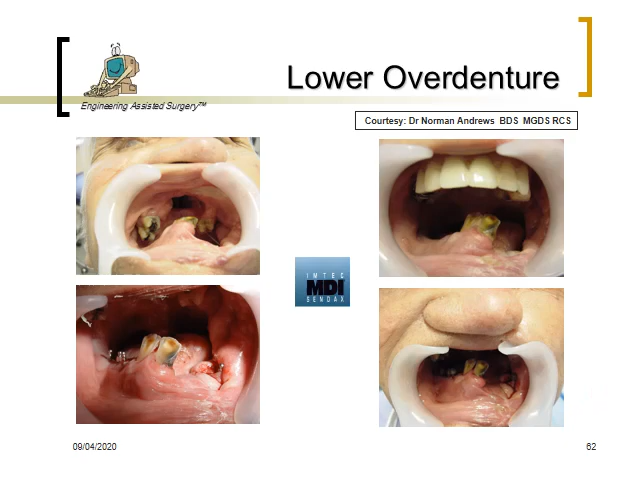 Lower Overdenture
Engineering Assisted Surgery™
Courtesy: Dr Norman Andrews BDS MGDS RCS
IMTEC
MDI
SENDAX
09/04/2020
62